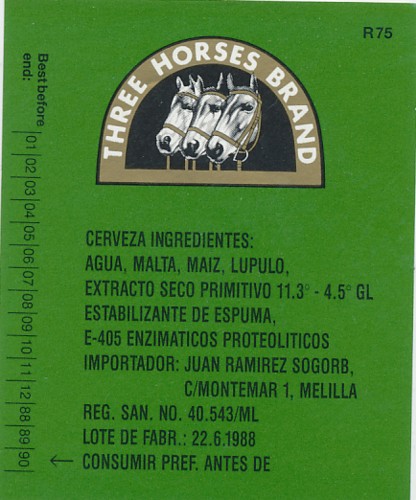 R75
THREE HORSES BRAND
Best before
end:
01 02 03 04 05 06 07 08 09 10 11 12 88 89 90
CERVEZA INGREDIENTES:
AGUA, MALTA, MAIZ, LUPULO,
EXTRACTO SECO PRIMITIVO 11.3° - 4.5° GL
ESTABILIZANTE DE ESPUMA,
E-405 ENZIMATICOS PROTEOLITICOS
IMPORTADOR: JUAN RAMIREZ SOGORB,
C/MONTEMAR 1, MELILLA
REG. SAN. NO. 40.543/ML
LOTE DE FABR.: 22.6.1988
← CONSUMIR PREF. ANTES DE